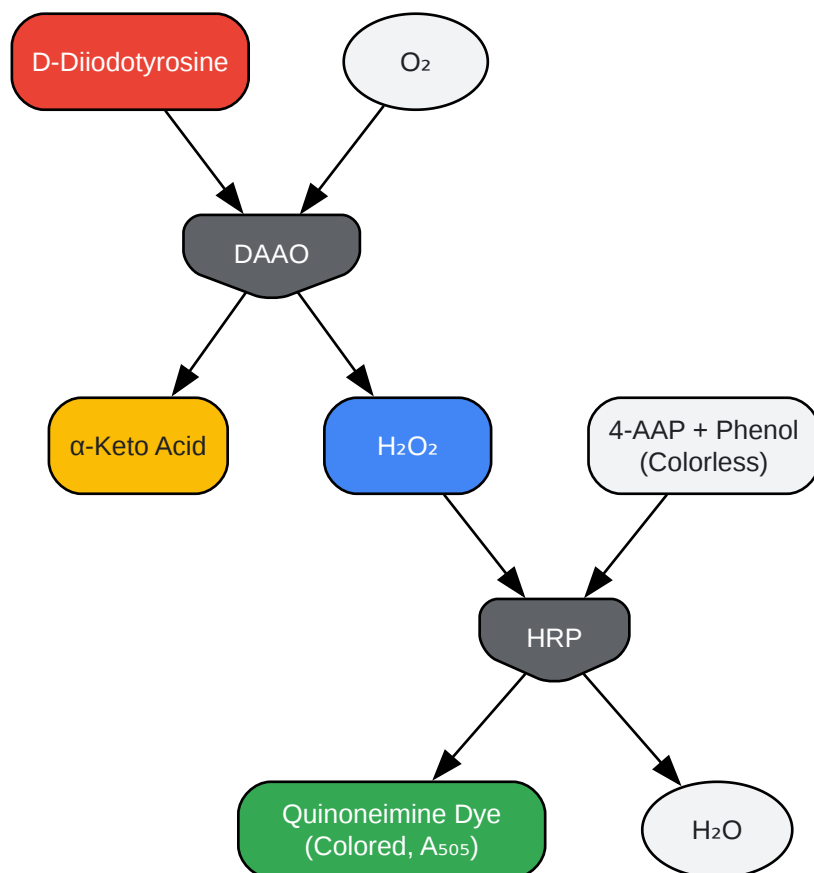 D-Diiodotyrosine
O₂
DAAO
α-Keto Acid
H₂O₂
4-AAP + Phenol
(Colorless)
HRP
Quinoneimine Dye
(Colored, A₅₀₅)
H₂O